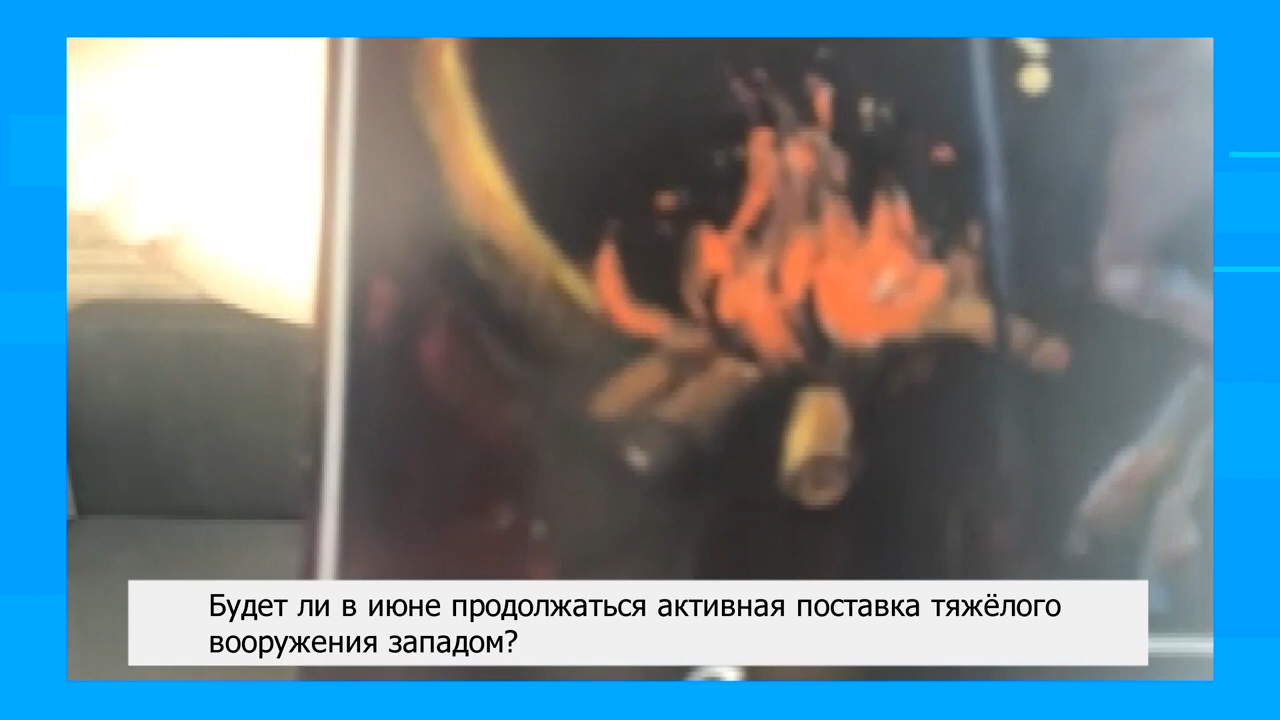 Будет ли в июне продолжаться активная поставка тяжёлого
вооружения западом?